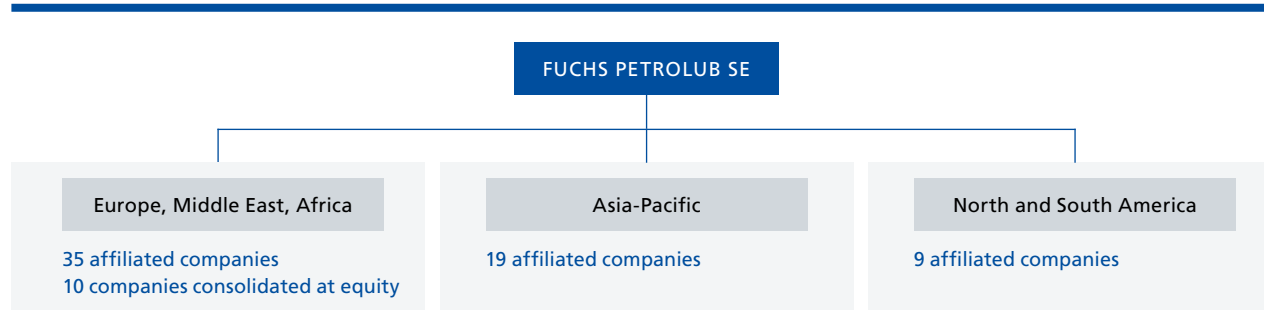 FUCHS PETROLUB SE
Europe, Middle East, Africa
35 affiliated companies
10 companies consolidated at equity
Asia-Pacific
19 affiliated companies
North and South America
9 affiliated companies